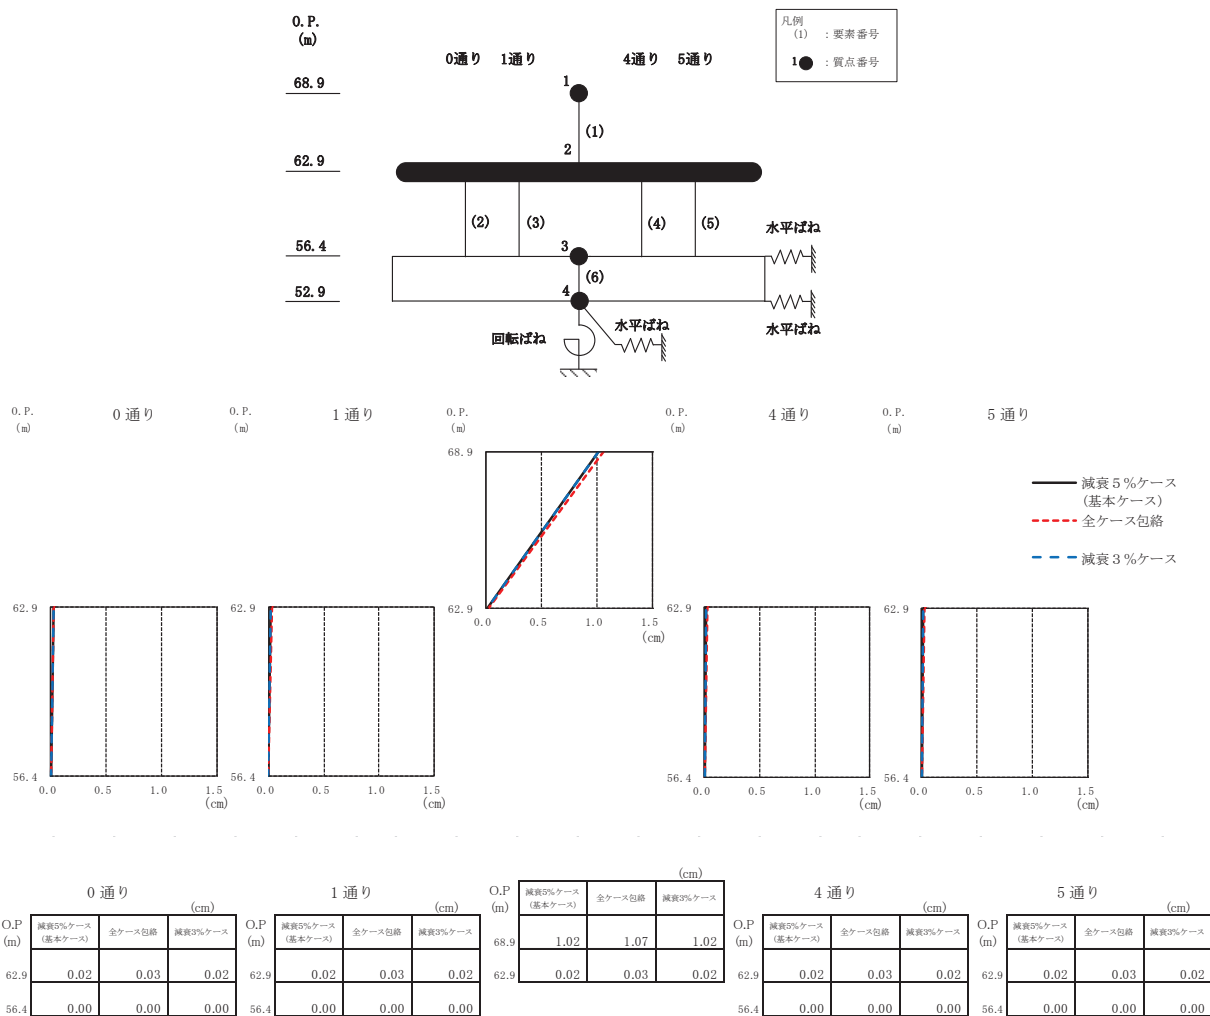 O.P.
(m)
凡例
(1) : 要素番号
1 : 質点番号
0通り 1通り 4通り 5通り
68.9
1
(1)
2
62.9
(2) (3) (4) (5)
水平ばね
56.4
3
(6)
52.9
4
水平ばね 水平ばね
回転ばね
O.P.
(m)
0 通り
O.P.
(m)
1 通り
O.P.
(m)
O.P.
(m)
4 通り
O.P.
(m)
5 通り
68.9
62.9
0.0 0.5 1.0 1.5
(cm)
減衰５%ケース
(基本ケース)
全ケース包絡
減衰３%ケース
62.9
56.4
0.0 0.5 1.0 1.5
(cm)
62.9
56.4
0.0 0.5 1.0 1.5
(cm)
62.9
56.4
0.0 0.5 1.0 1.5
(cm)
62.9
56.4
0.0 0.5 1.0 1.5
(cm)
0 通り
(cm)
O.P
(m)
減衰5%ケース
(基本ケース)
全ケース包絡
減衰3%ケース
62.9 0.02 0.03 0.02
56.4 0.00 0.00 0.00
1 通り
(cm)
O.P
(m)
減衰5%ケース
(基本ケース)
全ケース包絡
減衰3%ケース
62.9 0.02 0.03 0.02
56.4 0.00 0.00 0.00
(cm)
O.P
(m)
減衰5%ケース
(基本ケース)
全ケース包絡
減衰3%ケース
68.9 1.02 1.07 1.02
62.9 0.02 0.03 0.02
4 通り
(cm)
O.P
(m)
減衰5%ケース
(基本ケース)
全ケース包絡
減衰3%ケース
62.9 0.02 0.03 0.02
56.4 0.00 0.00 0.00
5 通り
(cm)
O.P
(m)
減衰5%ケース
(基本ケース)
全ケース包絡
減衰3%ケース
62.9 0.02 0.03 0.02
56.4 0.00 0.00 0.00